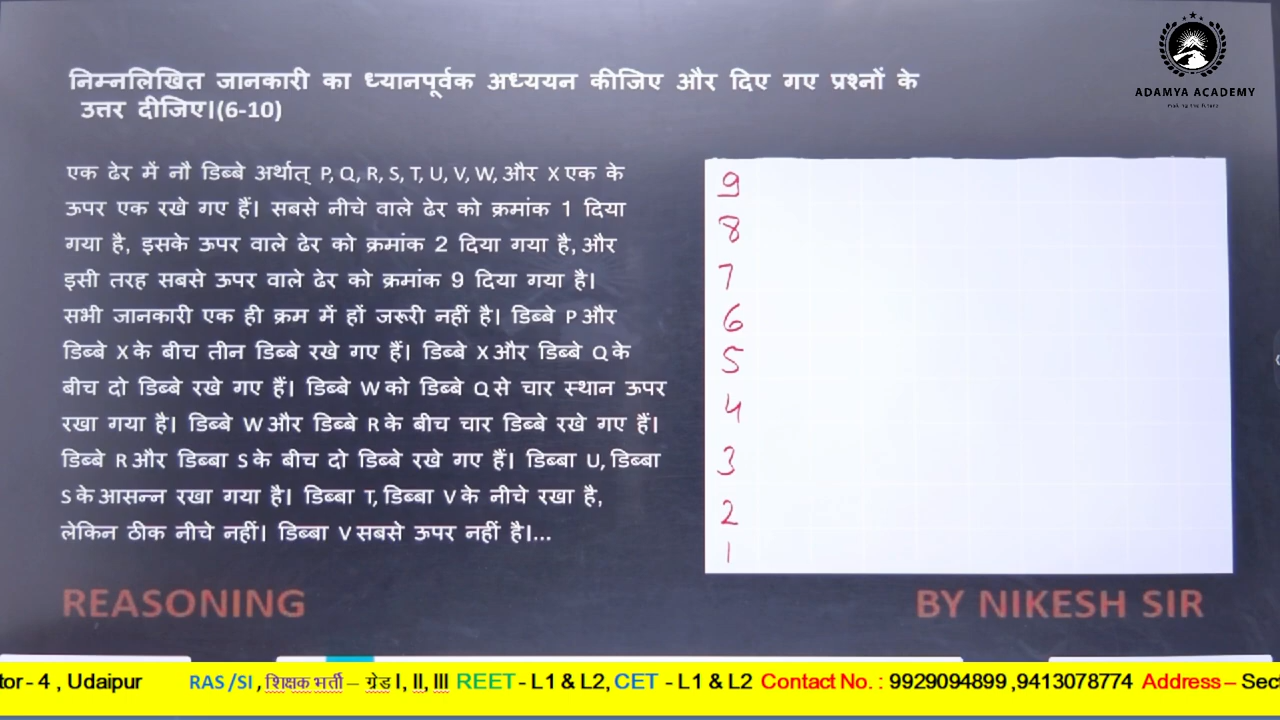 निम्नलिखित जानकारी का ध्यानपूर्वक अध्ययन कीजिए और दिए गए प्रश्नों के
उत्तर दीजिए।(6-10)
ADAMYA ACADEMY
एक ढेर में नौ डिब्बे अर्थात् P, Q, R, S, T, U, V, W, और X एक के
ऊपर एक रखे गए हैं। सबसे नीचे वाले ढेर को क्रमांक 1 दिया
गया है, इसके ऊपर वाले ढेर को क्रमांक 2 दिया गया है, और
इसी तरह सबसे ऊपर वाले ढेर को क्रमांक 9 दिया गया है।
सभी जानकारी एक ही क्रम में हों जरूरी नहीं है। डिब्बे P और
डिब्बे X के बीच तीन डिब्बे रखे गए हैं। डिब्बे X और डिब्बे Q के
बीच दो डिब्बे रखे गए हैं। डिब्बे W को डिब्बे Q से चार स्थान ऊपर
रखा गया है। डिब्बे W और डिब्बे R के बीच चार डिब्बे रखे गए हैं।
डिब्बे R और डिब्बा S के बीच दो डिब्बे रखे गए हैं। डिब्बा U, डिब्बा
S के आसन्न रखा गया है। डिब्बा T, डिब्बा V के नीचे रखा है,
लेकिन ठीक नीचे नहीं। डिब्बा V सबसे ऊपर नहीं है।...
9
8
7
6
5
4
3
2
1
REASONING
BY NIKESH SIR
tor - 4 , Udaipur RAS /SI , शिक्षक भर्ती – ग्रेड I, II, III REET - L1 & L2, CET - L1 & L2 Contact No. : 9929094899 ,9413078774 Address – Sect